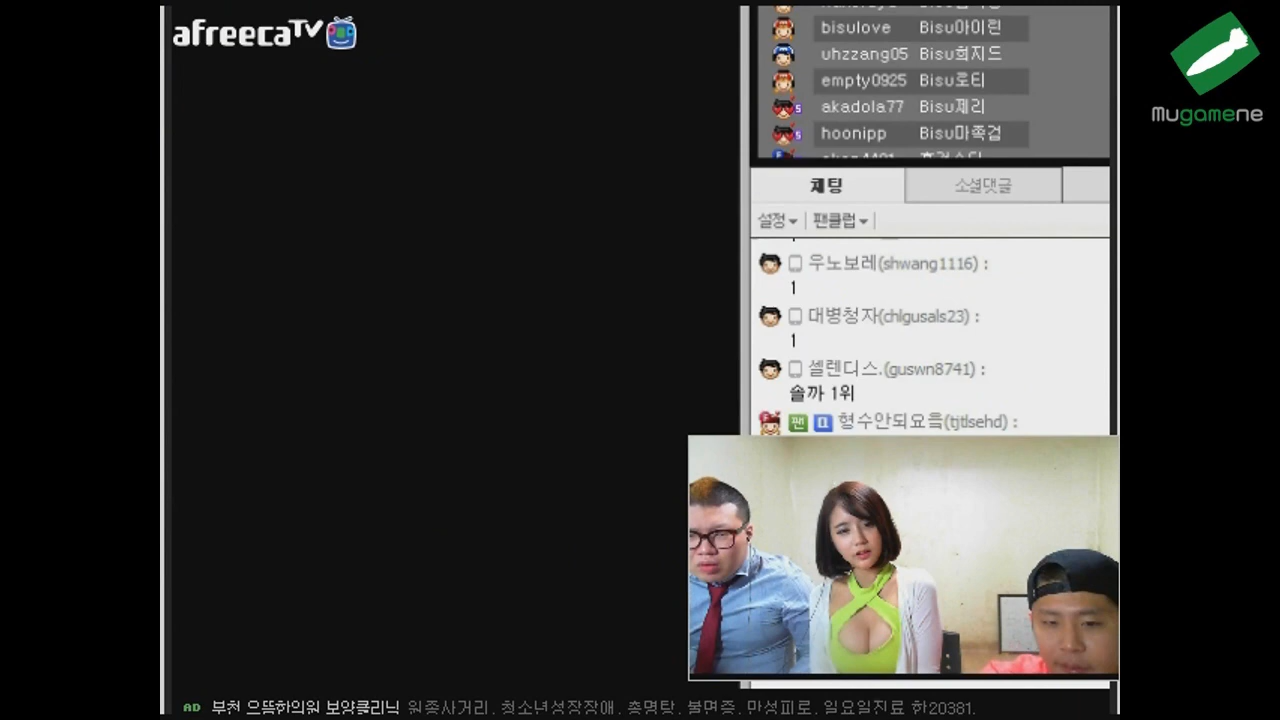 afreecaTV
bisulove Bisu아이린
uhzzang05 Bisu희지드
empty0925 Bisu로티
akadola77 Bisu제리
hoonipp Bisu마족검
Mugamene
채팅 소셜댓글
설정 팬클럽
우노보레(shwang1116) :
1
대병청자(chlgusals23) :
1
셀렌디스.(guswn8741) :
솔까 1위
팬 형수안되요읔(tjtlsehd) :
AD 부천 으뜸한의원 보양클리닉 원종사거리, 청소년성장장애, 총명탕, 불면증, 만성피로, 일요일진료 한20381.